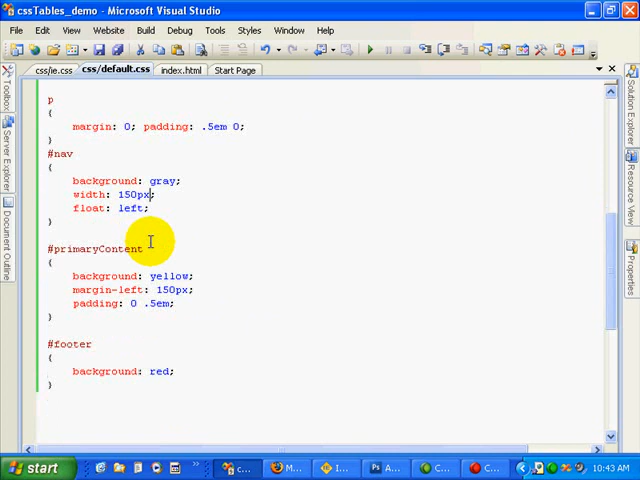 cssTables_demo - Microsoft Visual Studio
File Edit View Website Build Debug Tools Window Help
css/ie.css css/default.css index.html Start Page
Toolbox
Server Explorer
Document Outline
p
{
margin: 0; padding: .5em 0;
}
#nav
{
background: gray;
width: 150px;
float: left;
}
#primaryContent
{
background: yellow;
margin-left: 150px;
padding: 0 .5em;
}
#footer
{
background: red;
}
Solution Explorer
Resource View
Properties
start c... M... I... A... C... C... 10:43 AM